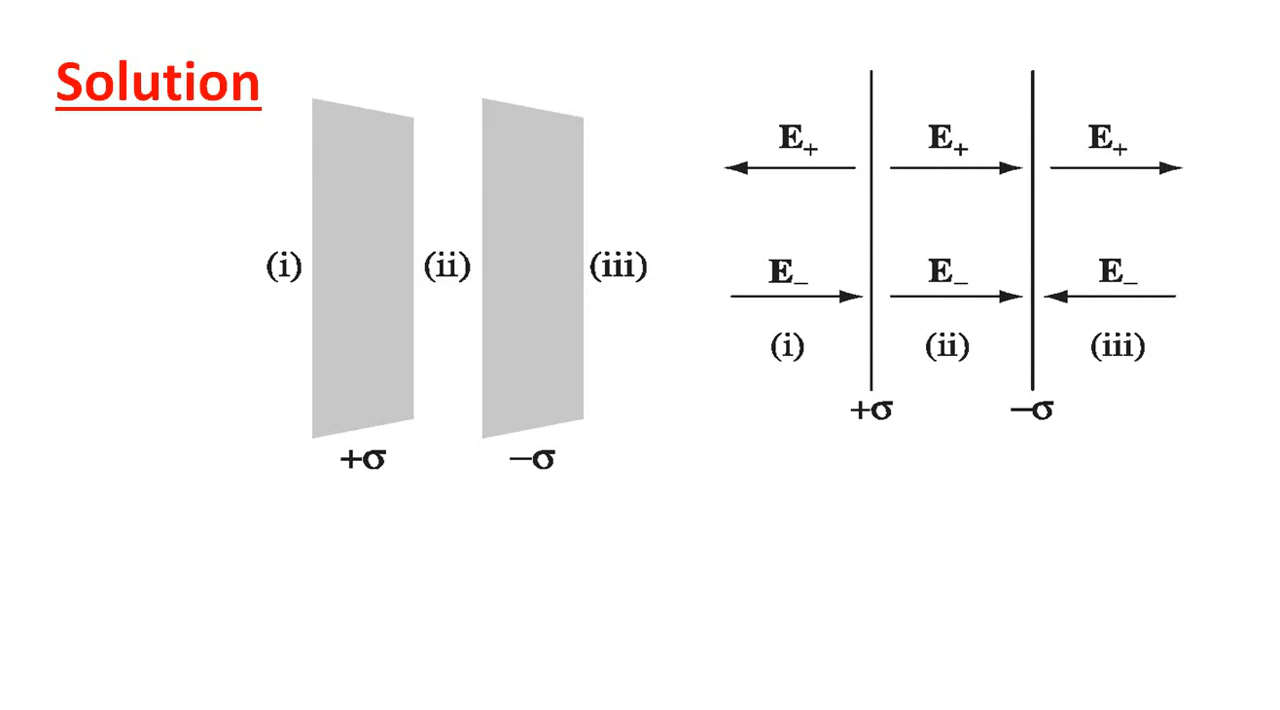 Solution
(i) (ii) (iii)
+σ −σ
E₊ E₊ E₊
E₋ E₋ E₋
(i) (ii) (iii)
+σ −σ